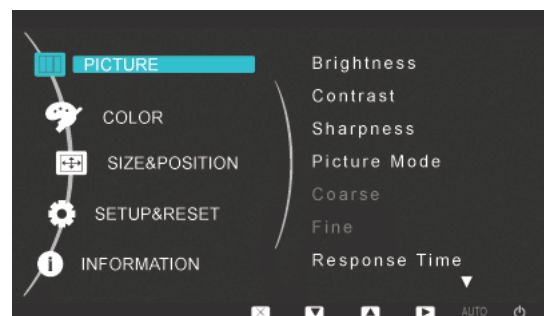 PICTURE
COLOR
SIZE&POSITION
SETUP&RESET
INFORMATION
Brightness
Contrast
Sharpness
Picture Mode
Coarse
Fine
Response Time
AUTO